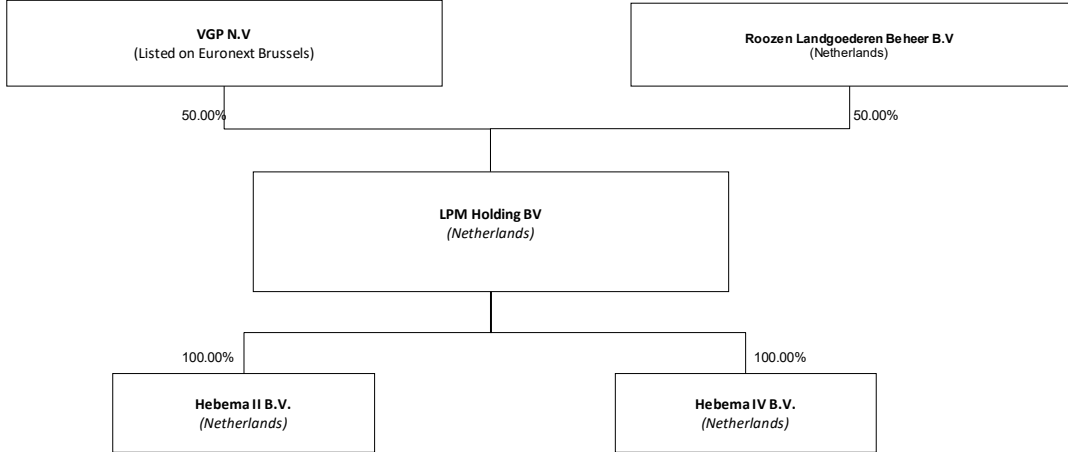 VGP N.V
(Listed on Euronext Brussels)
Roozen Landgoederen Beheer B.V
(Netherlands)
50.00%
50.00%
LPM Holding BV
(Netherlands)
100.00%
100.00%
Hebema II B.V.
(Netherlands)
Hebema IV B.V.
(Netherlands)